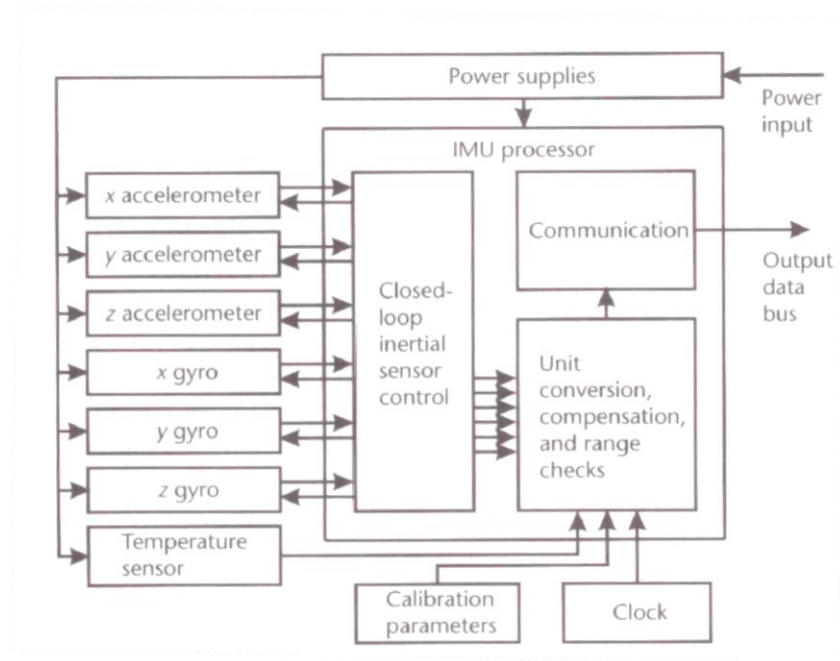 Power supplies
Power
input
IMU processor
x accelerometer
y accelerometer
z accelerometer
x gyro
y gyro
z gyro
Temperature
sensor
Closed-
loop
inertial
sensor
control
Communication
Output
data
bus
Unit
conversion,
compensation,
and range
checks
Calibration
parameters
Clock